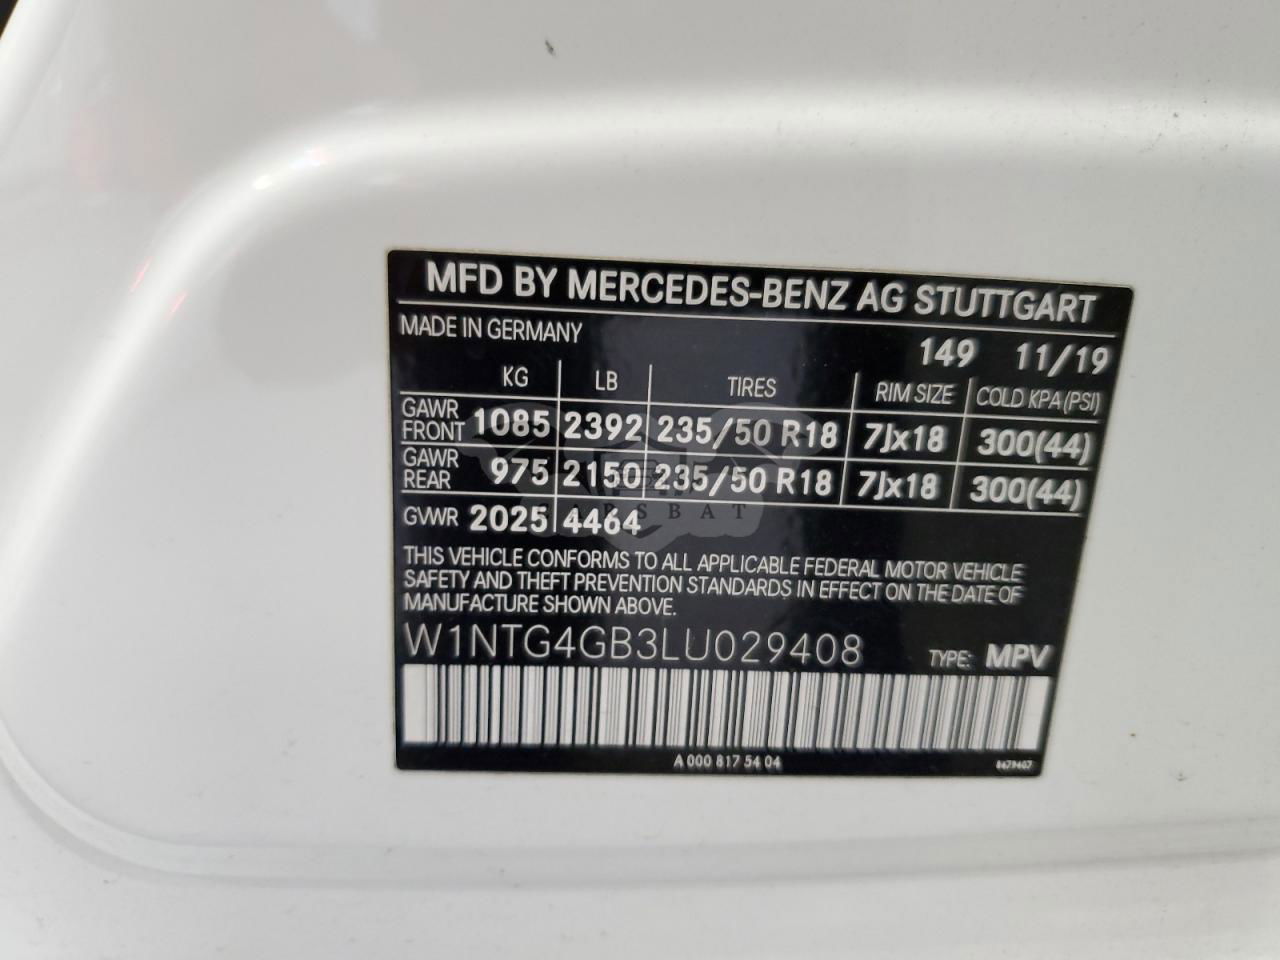 MFD BY MERCEDES-BENZ AG STUTTGART
MADE IN GERMANY
149 11/19
KG LB TIRES RIM SIZE COLD KPA (PSI)
GAWR FRONT 1085 2392 235/50 R18 7Jx18 300(44)
GAWR REAR 975 2150 235/50 R18 7Jx18 300(44)
GVWR 2025 4464
CARSBAT
THIS VEHICLE CONFORMS TO ALL APPLICABLE FEDERAL MOTOR VEHICLE
SAFETY AND THEFT PREVENTION STANDARDS IN EFFECT ON THE DATE OF
MANUFACTURE SHOWN ABOVE.
W1NTG4GB3LU029408 TYPE: MPV
A 000 817 54 04